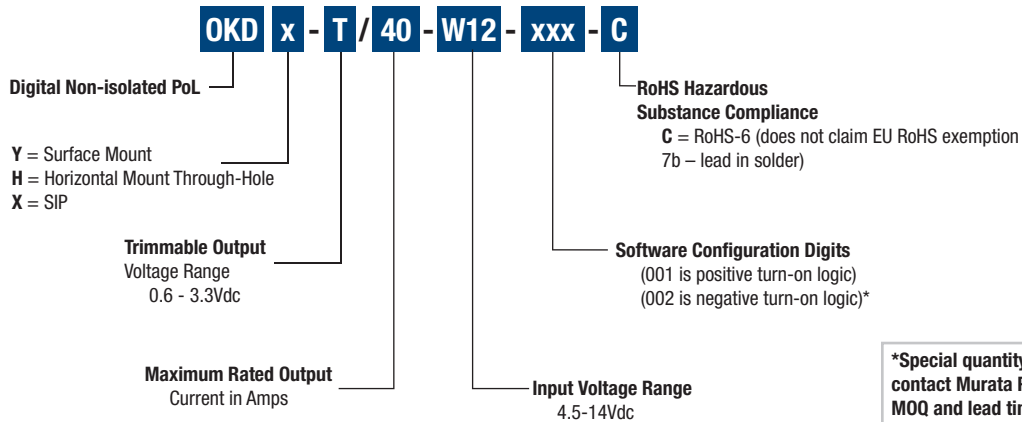 OKD x - T / 40 - W12 - xxx - C
Digital Non-isolated PoL
Y = Surface Mount
H = Horizontal Mount Through-Hole
X = SIP
Trimmable Output
Voltage Range
0.6 - 3.3Vdc
Maximum Rated Output
Current in Amps
RoHS Hazardous
Substance Compliance
C = RoHS-6 (does not claim EU RoHS exemption
7b – lead in solder)
Software Configuration Digits
(001 is positive turn-on logic)
(002 is negative turn-on logic)*
Input Voltage Range
4.5-14Vdc
*Special quantity
contact Murata
MOQ and lead